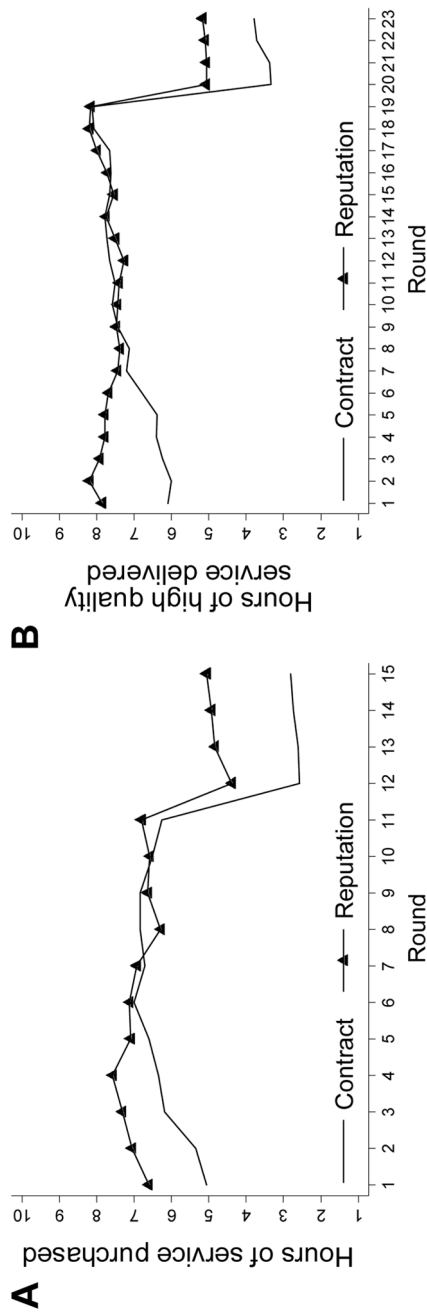 A
Hours of service purchased
10
9
8
7
6
5
4
3
2
1
Contract Reputation
1 2 3 4 5 6 7 8 9 10 11 12 13 14 15
Round
B
Hours of high quality
service delivered
10
9
8
7
6
5
4
3
2
1
Contract Reputation
1 2 3 4 5 6 7 8 9 10 11 12 13 14 15 16 17 18 19 20 21 22 23
Round